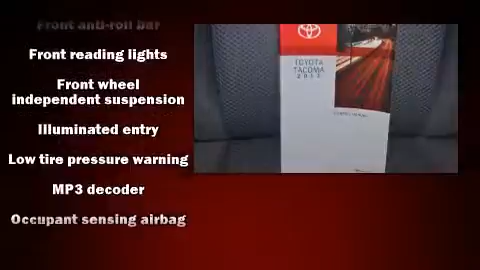 Front anti-roll bar
Front reading lights
Front wheel
independent suspension
Illuminated entry
Low tire pressure warning
MP3 decoder
Occupant sensing airbag
TOYOTA
TACOMA
2013